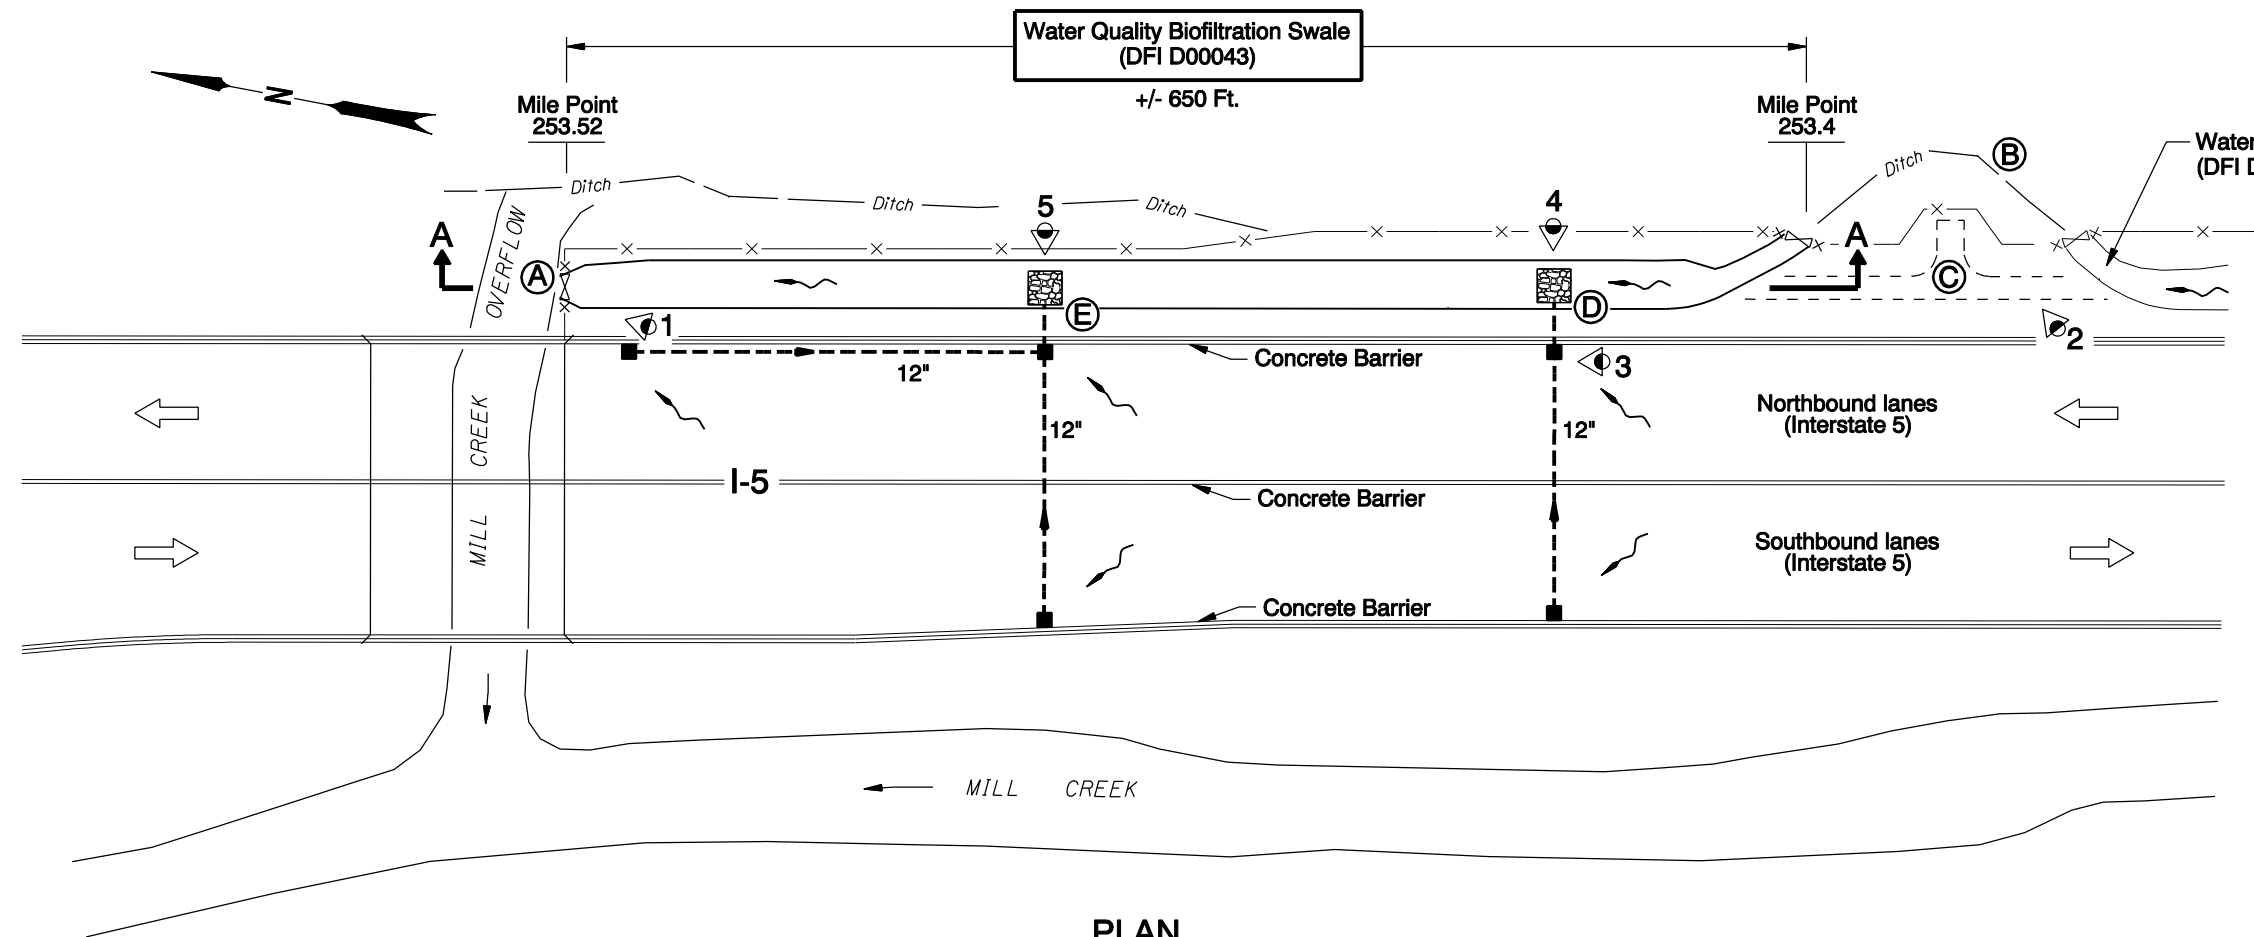 Water Quality Biofiltration Swale
(DFI D00043)
+/- 650 Ft.
N
Mile Point
253.52
Mile Point
253.4
Water
(DFI D
Ditch
Ditch
Ditch
Ditch
B
5
4
A
A
A
OVERFLOW
C
E
D
1
2
3
12"
Concrete Barrier
MILL CREEK
12"
12"
Northbound lanes
(Interstate 5)
I-5
Concrete Barrier
Southbound lanes
(Interstate 5)
Concrete Barrier
MILL CREEK
PLAN